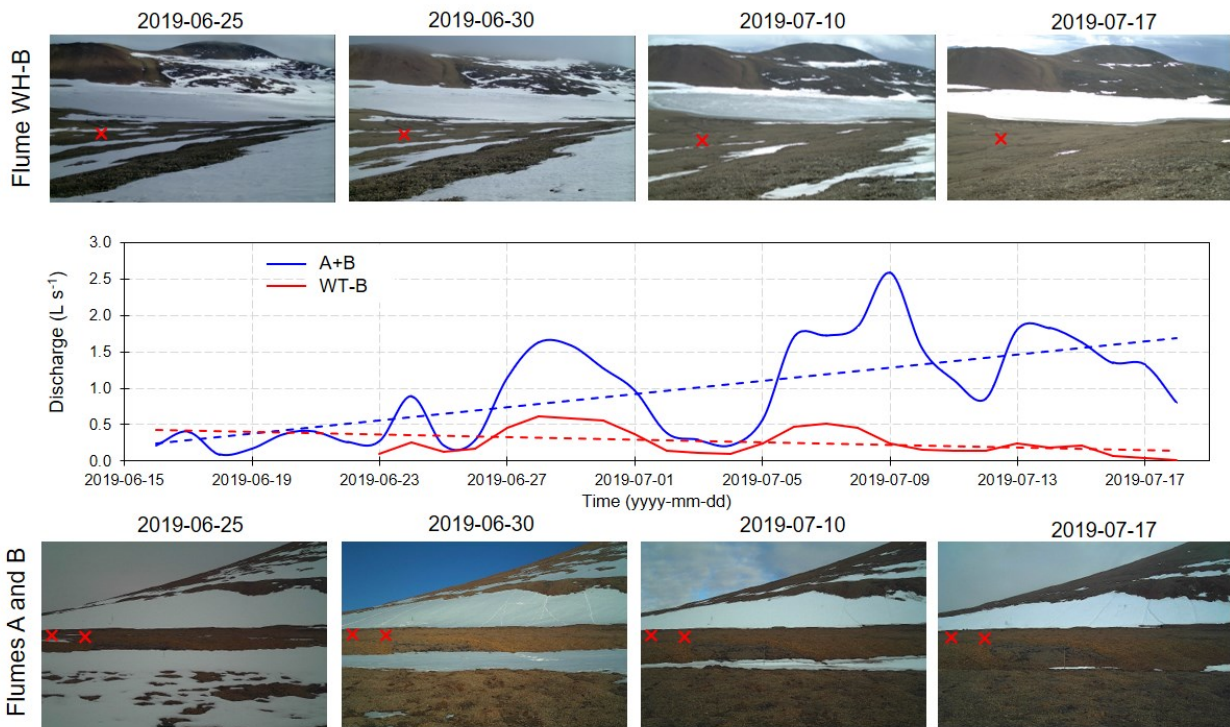 2019-06-25 2019-06-30 2019-07-10 2019-07-17
Flume WH-B
3.0
2.5
2.0
1.5
1.0
0.5
0.0
Discharge (L s⁻¹)
A+B
WT-B
2019-06-15 2019-06-19 2019-06-23 2019-06-27 2019-07-01 2019-07-05 2019-07-09 2019-07-13 2019-07-17
Time (yyyy-mm-dd)
2019-06-25 2019-06-30 2019-07-10 2019-07-17
Flumes A and B